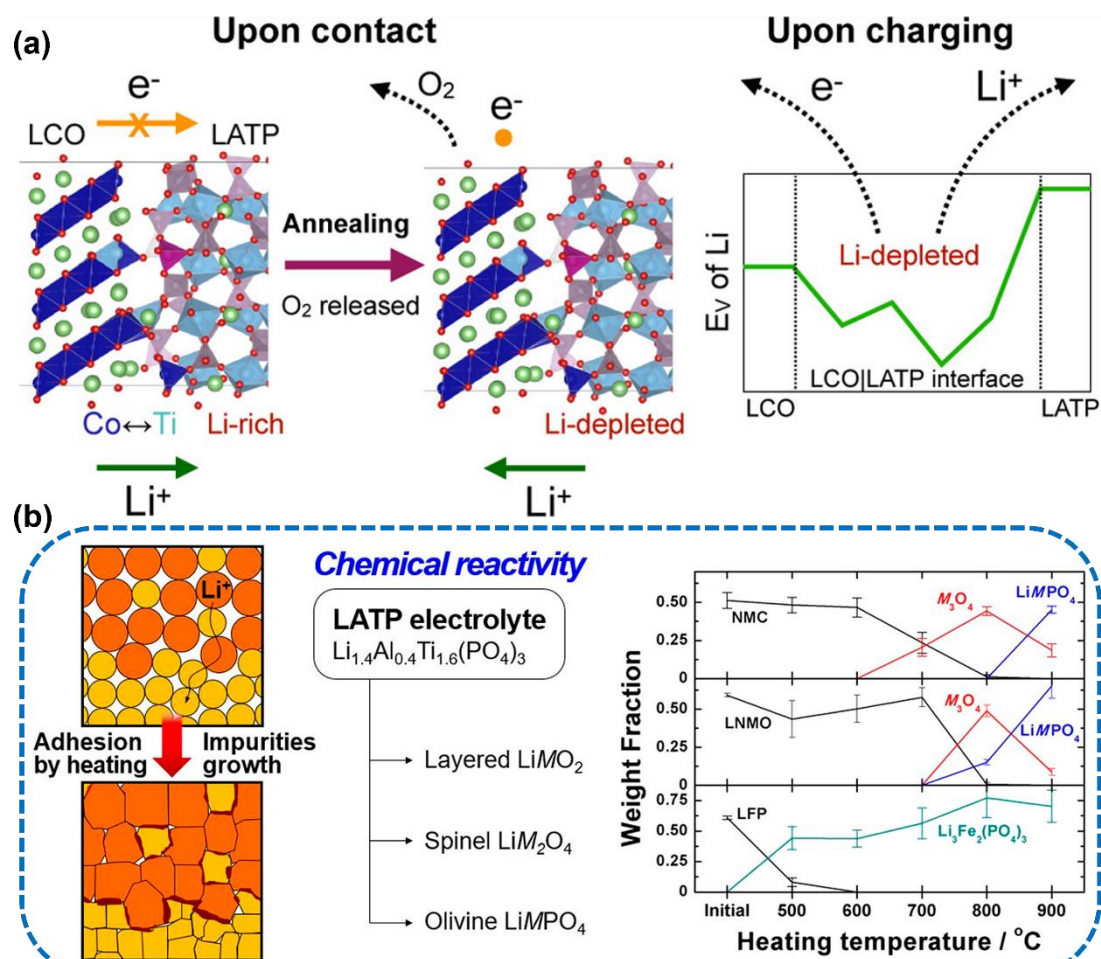 Upon contact
Upon charging
(a)
e⁻
O₂
e⁻
e⁻
Li⁺
LCO
X
LATP
Annealing
O₂ released
Eᵥ of Li
Li-depleted
LCO|LATP interface
LCO
LATP
Co↔Ti
Li-rich
Li-depleted
Li⁺
Li⁺
(b)
Li⁺
Adhesion by heating
Impurities growth
Chemical reactivity
LATP electrolyte
Li₁.₄Al₀.₄Ti₁.₆(PO₄)₃
Layered LiMO₂
Spinel LiM₂O₄
Olivine LiMPO₄
Weight Fraction
0.50
0.25
0
NMC
M₃O₄
LiMPO₄
0.50
0.25
0
LNMO
M₃O₄
LiMPO₄
0.75
0.50
0.25
0
LFP
Li₃Fe₂(PO₄)₃
Initial 500 600 700 800 900
Heating temperature / °C